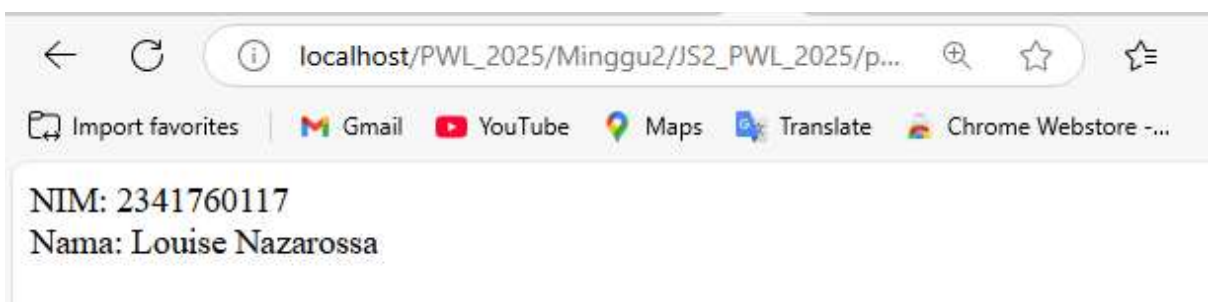 localhost/PWL_2025/Minggu2/JS2_PWL_2025/p...
Import favorites Gmail YouTube Maps Translate Chrome Webstore -...
NIM: 2341760117
Nama: Louise Nazarossa